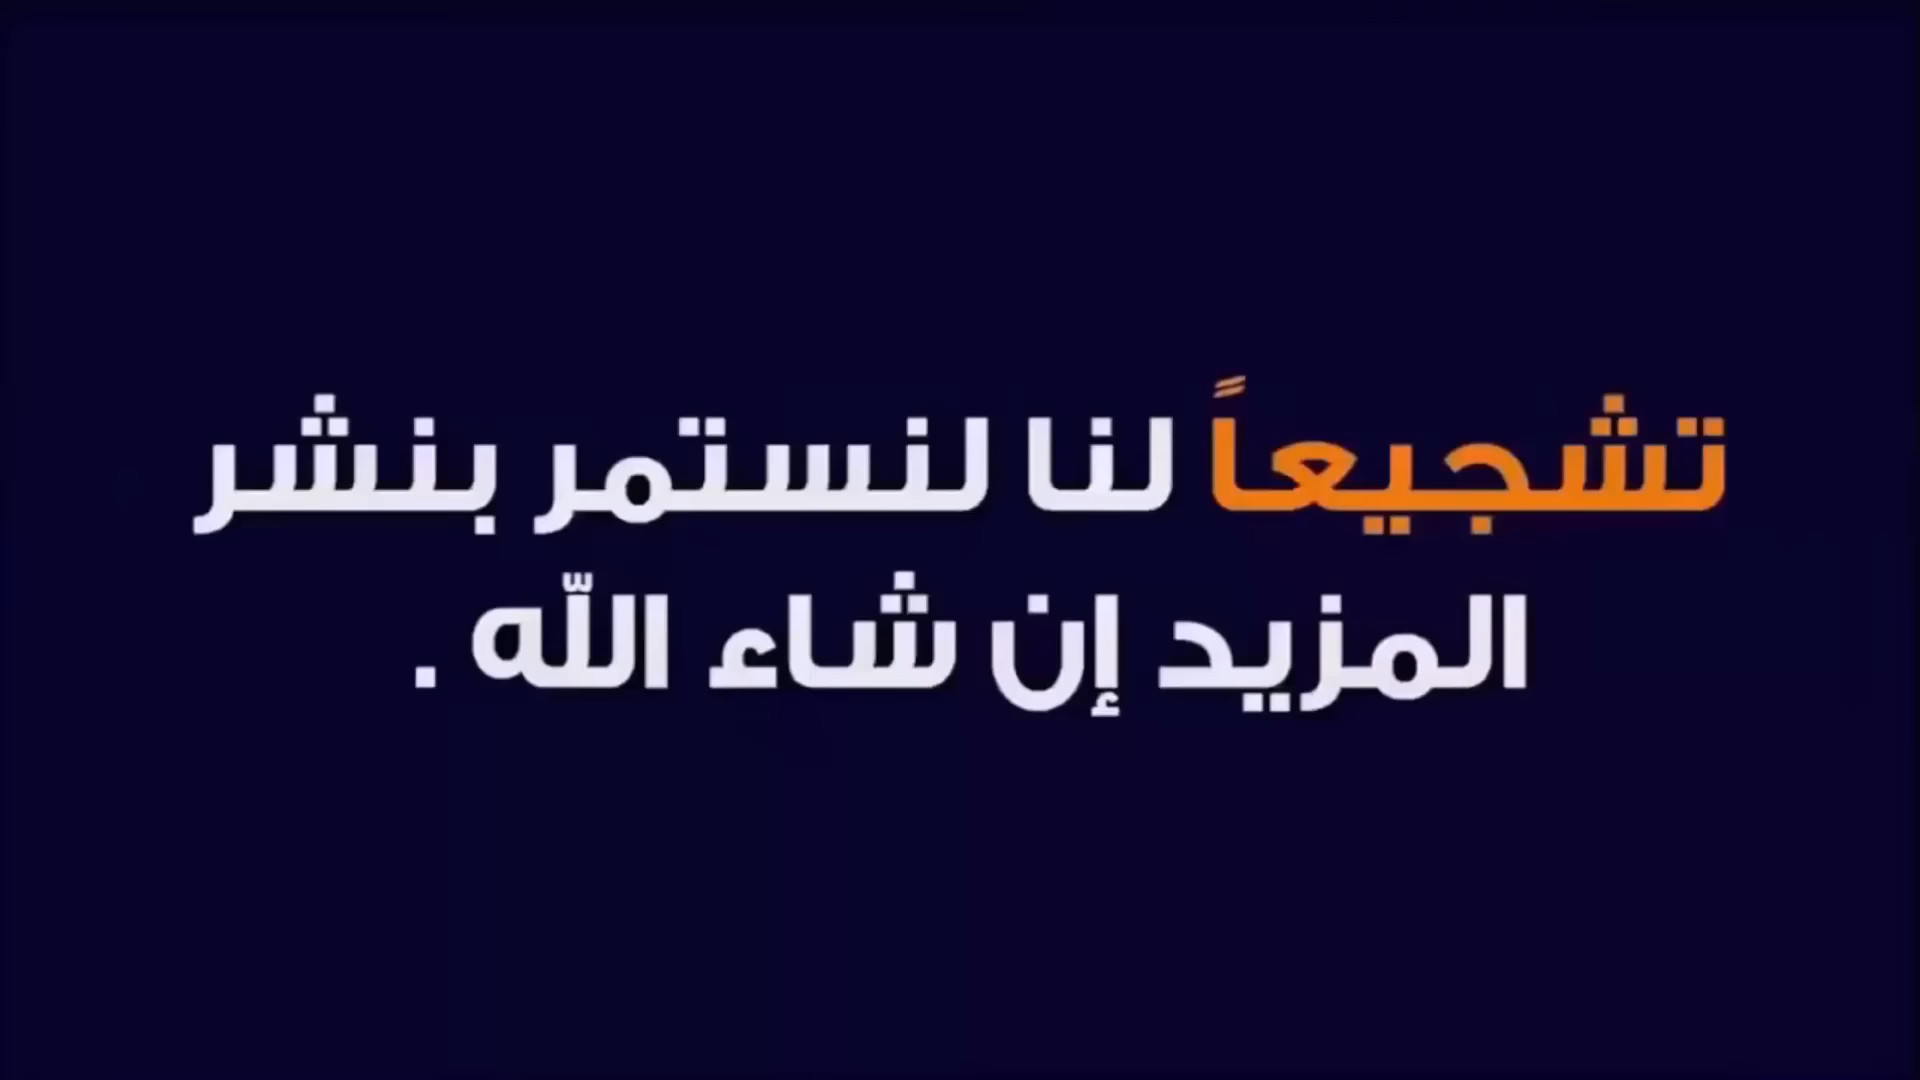 تشجيعاً لنا لنستمر بنشر
المزيد إن شاء اللّه .